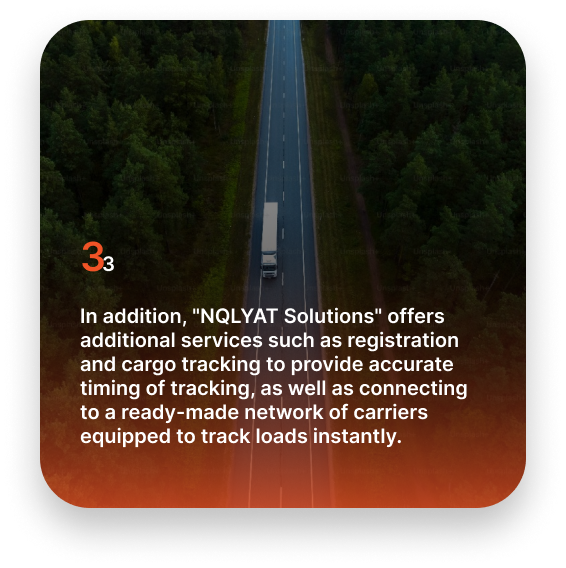 33
In addition, "NQLYAT Solutions" offers
additional services such as registration
and cargo tracking to provide accurate
timing of tracking, as well as connecting
to a ready-made network of carriers
equipped to track loads instantly.